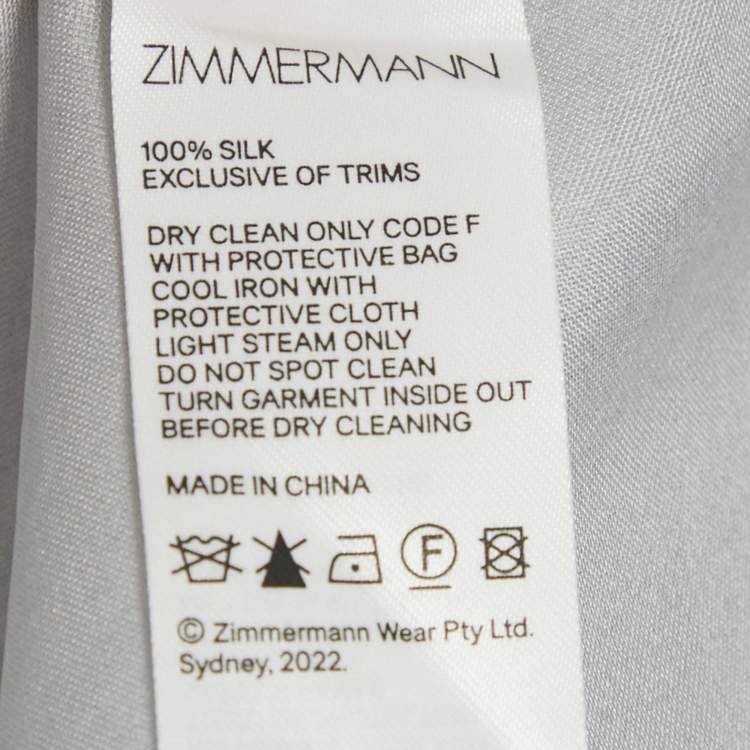 ZIMMERMANN
100% SILK
EXCLUSIVE OF TRIMS
DRY CLEAN ONLY CODE F
WITH PROTECTIVE BAG
COOL IRON WITH
PROTECTIVE CLOTH
LIGHT STEAM ONLY
DO NOT SPOT CLEAN
TURN GARMENT INSIDE OUT
BEFORE DRY CLEANING
MADE IN CHINA
F
© Zimmermann Wear Pty Ltd.
Sydney, 2022.